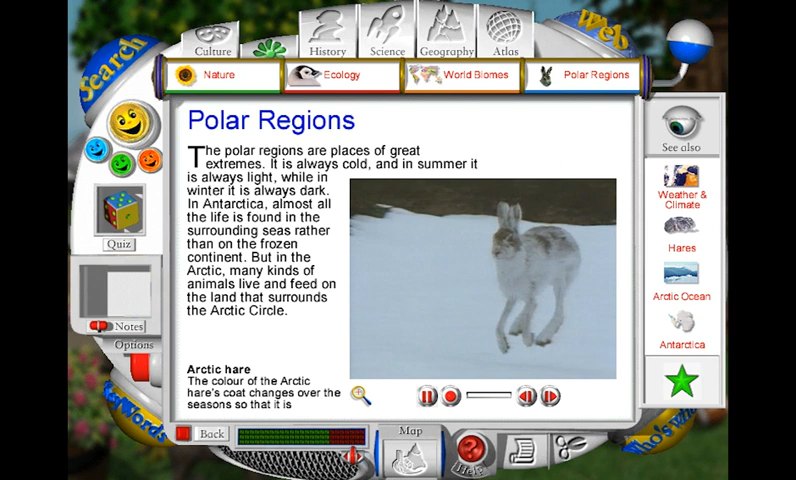 Search
Culture
History
Science
Geography
Atlas
Web
Nature
Ecology
World Biomes
Polar Regions
Polar Regions
The polar regions are places of great
extremes. It is always cold, and in summer it
is always light, while in
winter it is always dark.
In Antarctica, almost all
the life is found in the
surrounding seas rather
than on the frozen
continent. But in the
Arctic, many kinds of
animals live and feed on
the land that surrounds
the Arctic Circle.
Arctic hare
The colour of the Arctic
hare's coat changes over the
seasons so that it is
See also
Weather &
Climate
Hares
Arctic Ocean
Antarctica
Quiz
Notes
Options
Back
Map
Help